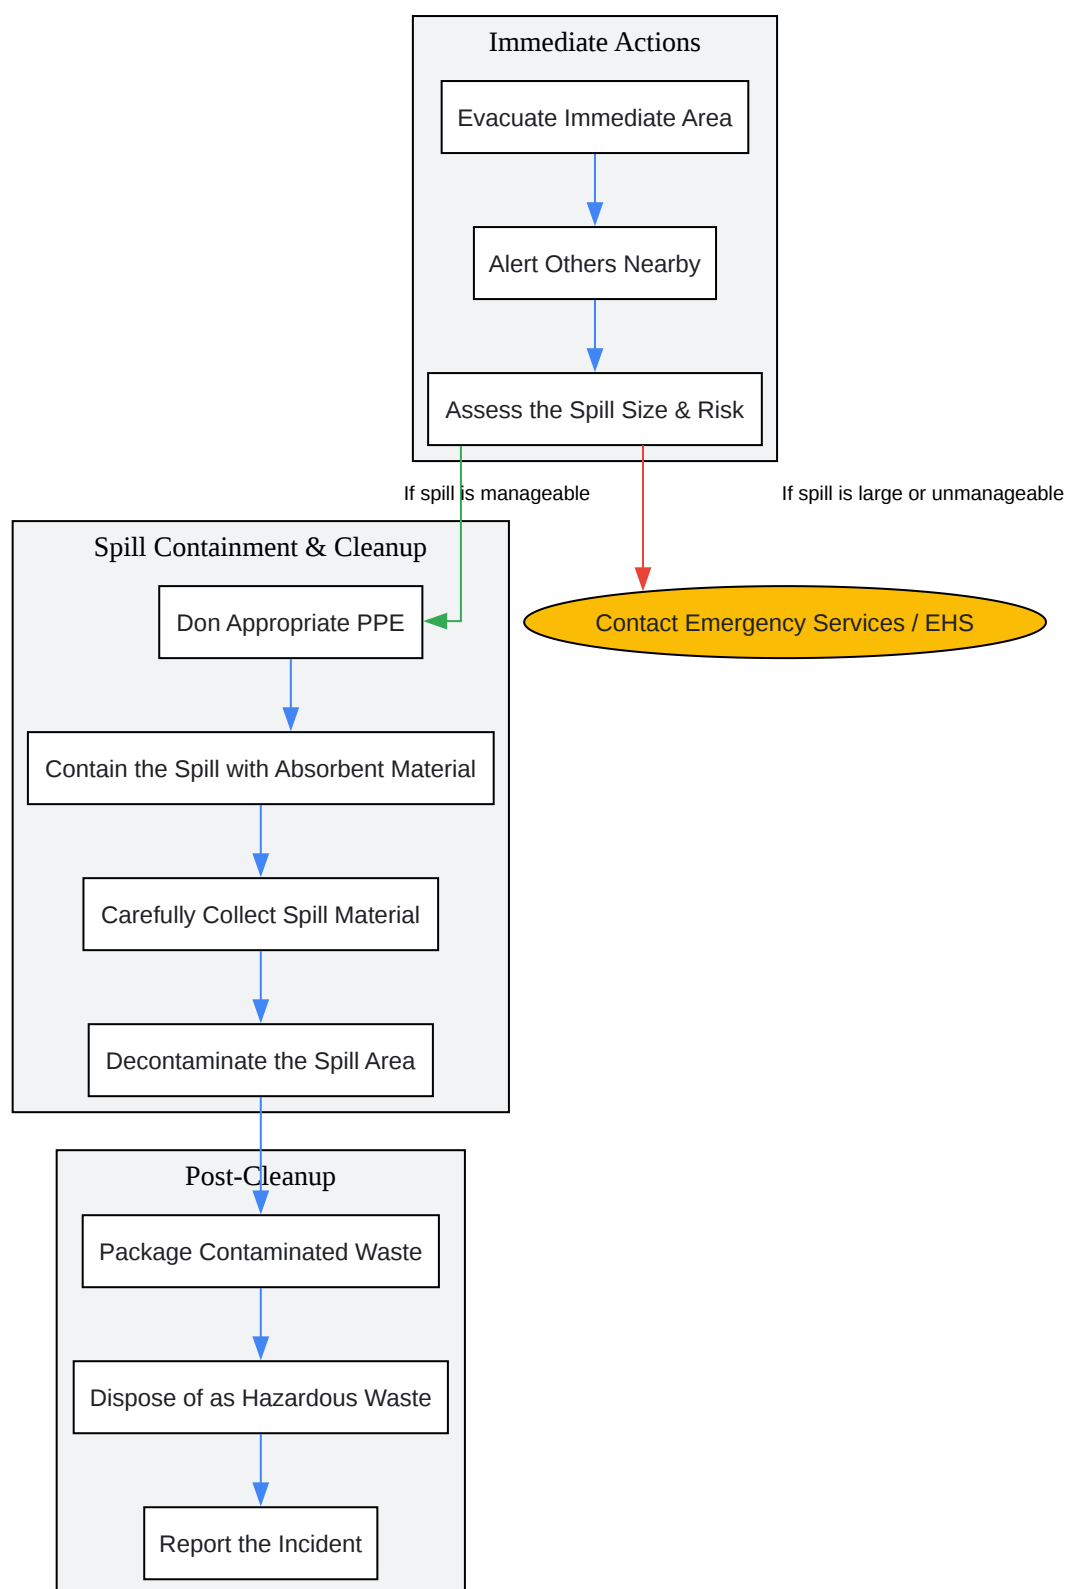 Immediate Actions
Evacuate Immediate Area
Alert Others Nearby
Assess the Spill Size & Risk
If spill is manageable
If spill is large or unmanageable
Contact Emergency Services / EHS
Spill Containment & Cleanup
Don Appropriate PPE
Contain the Spill with Absorbent Material
Carefully Collect Spill Material
Decontaminate the Spill Area
Post-Cleanup
Package Contaminated Waste
Dispose of as Hazardous Waste
Report the Incident